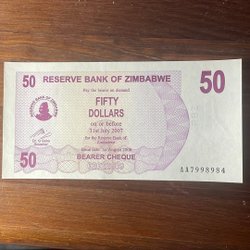 50
RESERVE BANK OF ZIMBABWE
50
Pay the bearer on demand
FIFTY
DOLLARS
on or before
31st July 2007
for the Reserve Bank of
Zimbabwe
Issue date 1st August 2006
50
BEARER CHEQUE
AA7998984